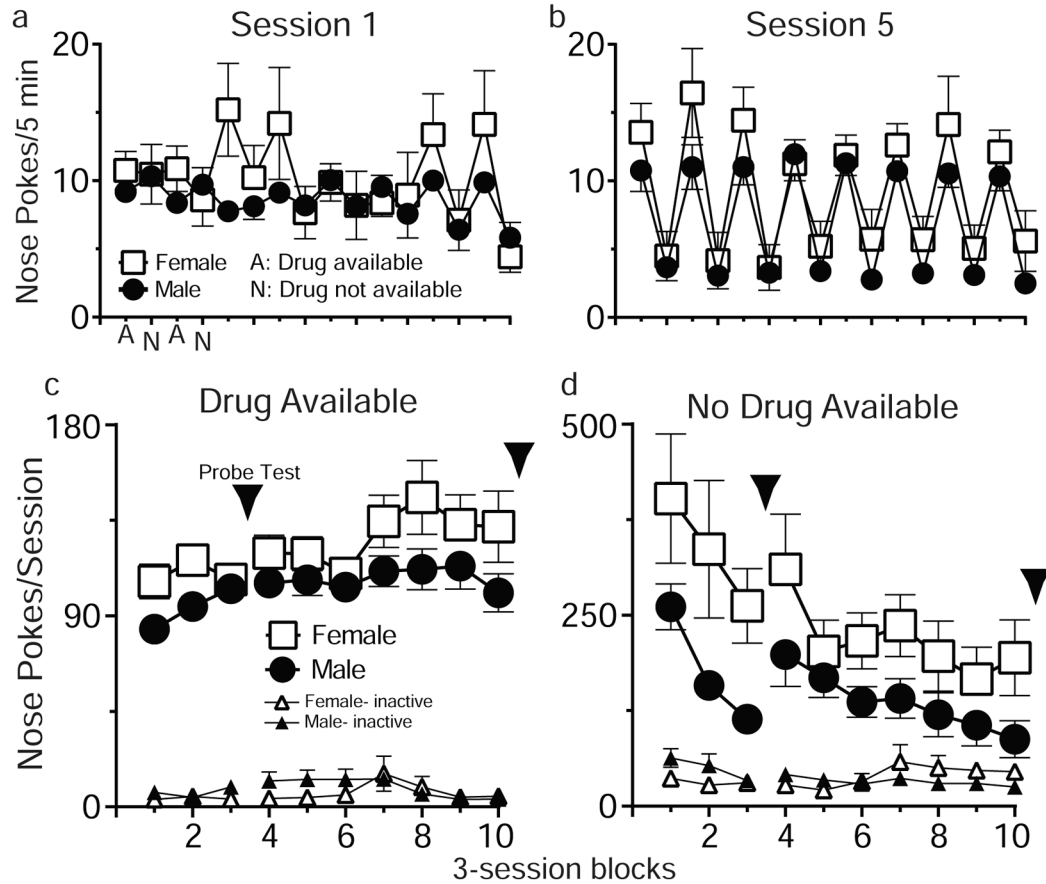 a
Session 1
b
Session 5
Nose Pokes/5 min
20
10
0
Female
A: Drug available
Male
N: Drug not available
A
N
A
N
20
10
0
c
Drug Available
d
No Drug Available
Nose Pokes/Session
180
90
0
Probe Test
Female
Male
Female- inactive
Male- inactive
2
4
6
8
10
500
250
0
2
4
6
8
10
3-session blocks